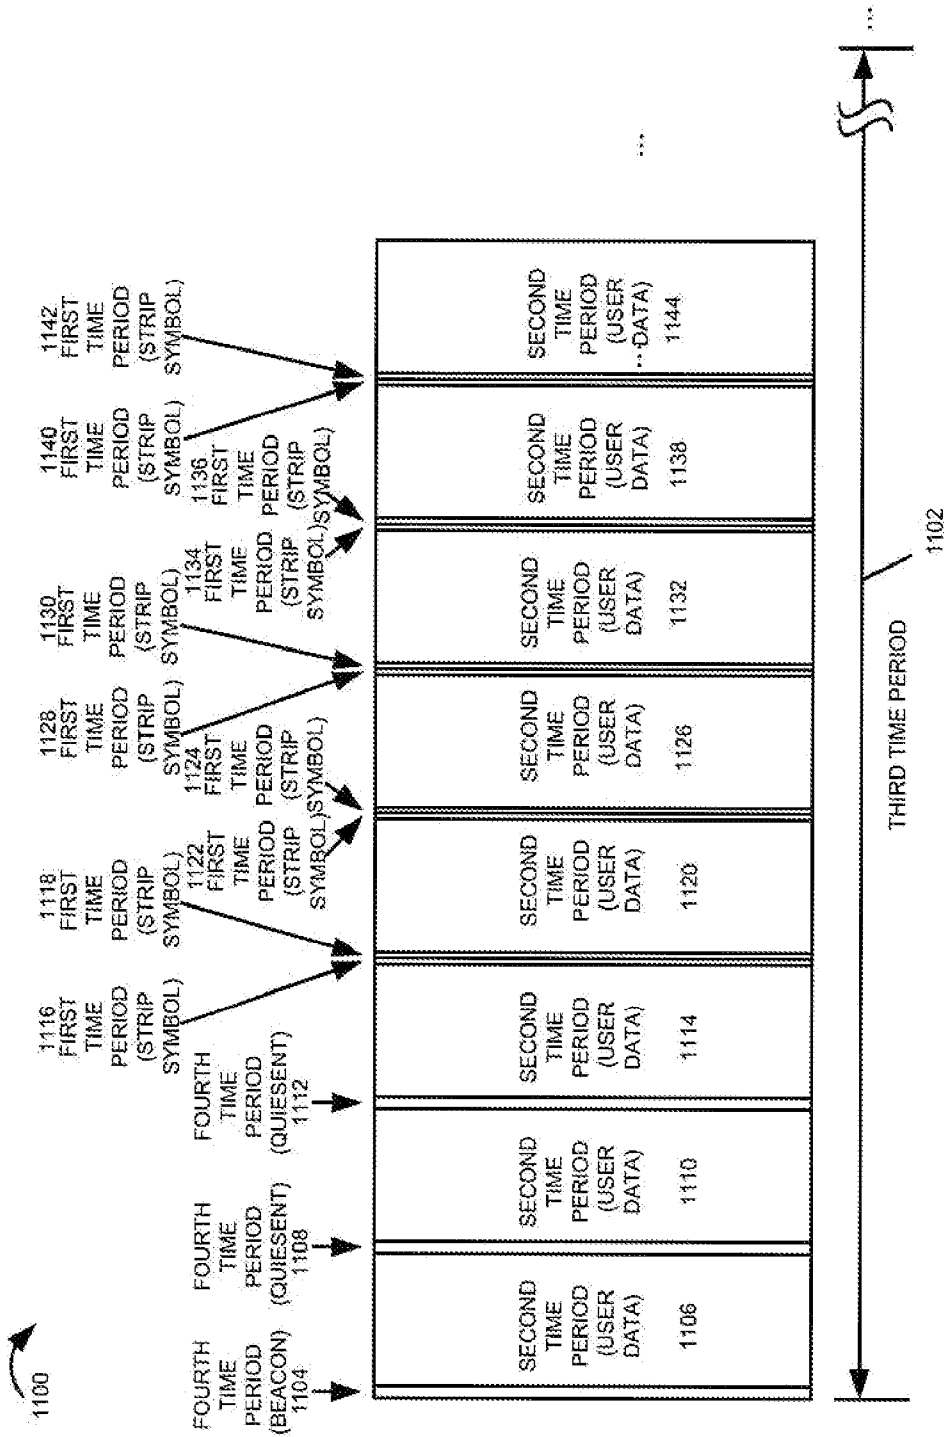 1100
FOURTH
TIME
PERIOD
(BEACON)
1104
FOURTH
TIME
PERIOD
(QUIESENT)
1108
FOURTH
TIME
PERIOD
(QUIESENT)
1112
1116
FIRST
TIME
PERIOD
(STRIP
SYMBOL)
1118
FIRST
TIME
PERIOD
(STRIP
SYMBOL)
1122
FIRST
TIME
PERIOD
(STRIP
SYMBOL)
1124
FIRST
TIME
PERIOD
(STRIP
SYMBOL)
1128
FIRST
TIME
PERIOD
(STRIP
SYMBOL)
1130
FIRST
TIME
PERIOD
(STRIP
SYMBOL)
1134
FIRST
TIME
PERIOD
(STRIP
SYMBOL)
1136
FIRST
TIME
PERIOD
(STRIP
SYMBOL)
1140
FIRST
TIME
PERIOD
(STRIP
SYMBOL)
1142
FIRST
TIME
PERIOD
(STRIP
SYMBOL)
SECOND
TIME
PERIOD
(USER
DATA)
1106
SECOND
TIME
PERIOD
(USER
DATA)
1110
SECOND
TIME
PERIOD
(USER
DATA)
1114
SECOND
TIME
PERIOD
(USER
DATA)
1120
SECOND
TIME
PERIOD
(USER
DATA)
1126
SECOND
TIME
PERIOD
(USER
DATA)
1132
SECOND
TIME
PERIOD
(USER
DATA)
1138
SECOND
TIME
PERIOD
(USER
...DATA)
1144
...
THIRD TIME PERIOD
1102
...